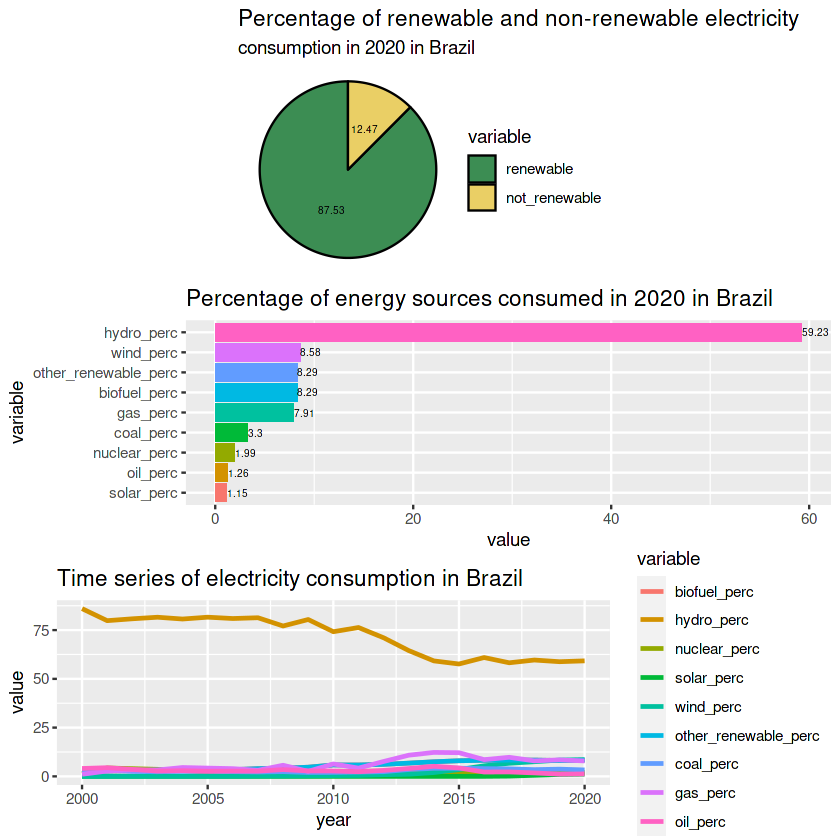 Percentage of renewable and non-renewable electricity
consumption in 2020 in Brazil
12.47
87.53
variable
renewable
not_renewable
Percentage of energy sources consumed in 2020 in Brazil
variable
hydro_perc
59.23
wind_perc
8.58
other_renewable_perc
8.29
biofuel_perc
8.29
gas_perc
7.91
coal_perc
3.3
nuclear_perc
1.99
oil_perc
1.26
solar_perc
1.15
0 20 40 60
value
Time series of electricity consumption in Brazil
value
75
50
25
0
2000 2005 2010 2015 2020
year
variable
biofuel_perc
hydro_perc
nuclear_perc
solar_perc
wind_perc
other_renewable_perc
coal_perc
gas_perc
oil_perc